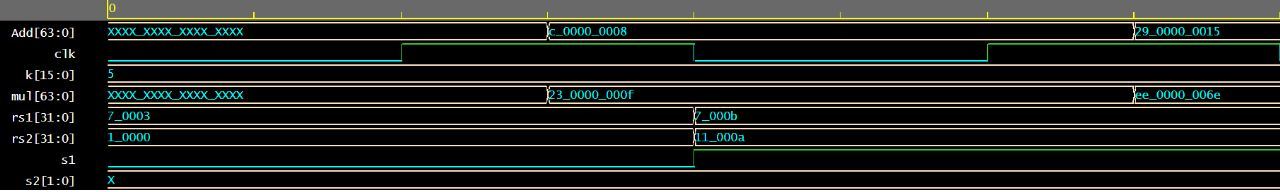 0
Add[63:0] XXXX_XXXX_XXXX_XXXX c_0000_0008 29_0000_0015
clk
k[15:0] 5
mul[63:0] XXXX_XXXX_XXXX_XXXX 23_0000_000f ee_0000_006e
rs1[31:0] 7_0003 7_000b
rs2[31:0] 1_0000 11_000a
s1
s2[1:0] X